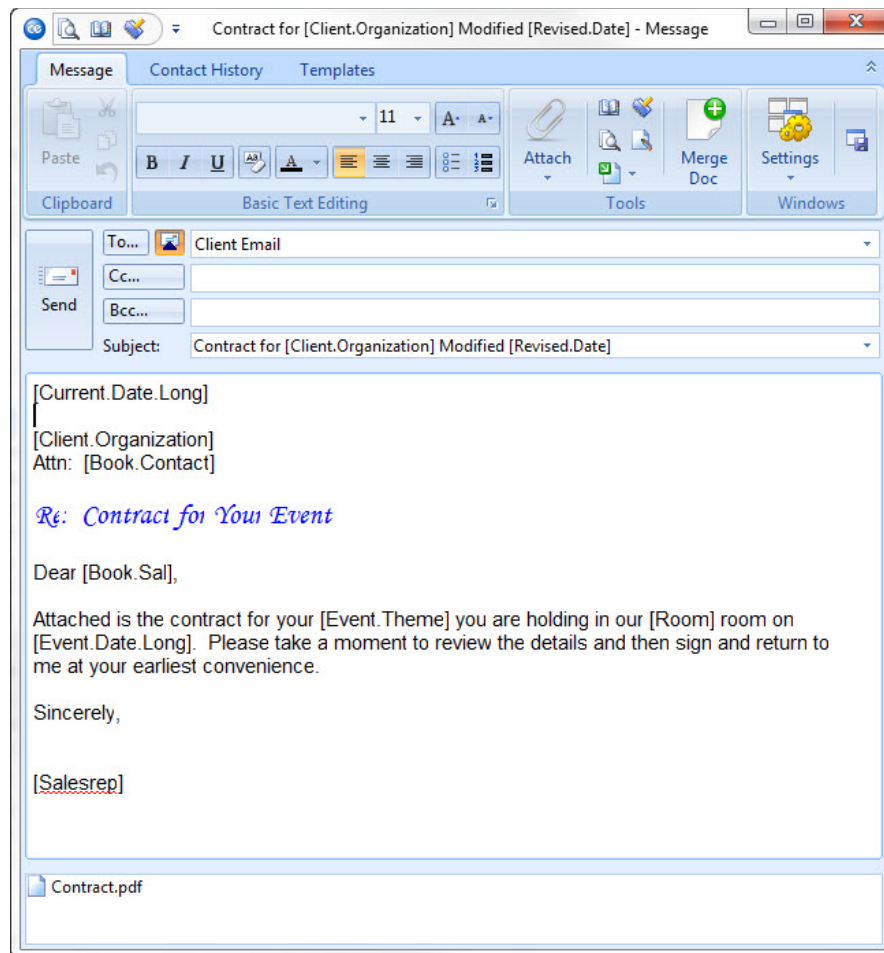 Contract for [Client.Organization] Modified [Revised.Date] - Message
Message Contact History Templates
11 A A
Paste
B I U AB A
Attach
Merge Doc
Settings
Clipboard Basic Text Editing Tools Windows
To... Client Email
Cc...
Send
Bcc...
Subject: Contract for [Client.Organization] Modified [Revised.Date]
[Current.Date.Long]
[Client.Organization]
Attn: [Book.Contact]
Re: Contract for Your Event
Dear [Book.Sal],
Attached is the contract for your [Event.Theme] you are holding in our [Room] room on
[Event.Date.Long]. Please take a moment to review the details and then sign and return to
me at your earliest convenience.
Sincerely,
[Salesrep]
Contract.pdf